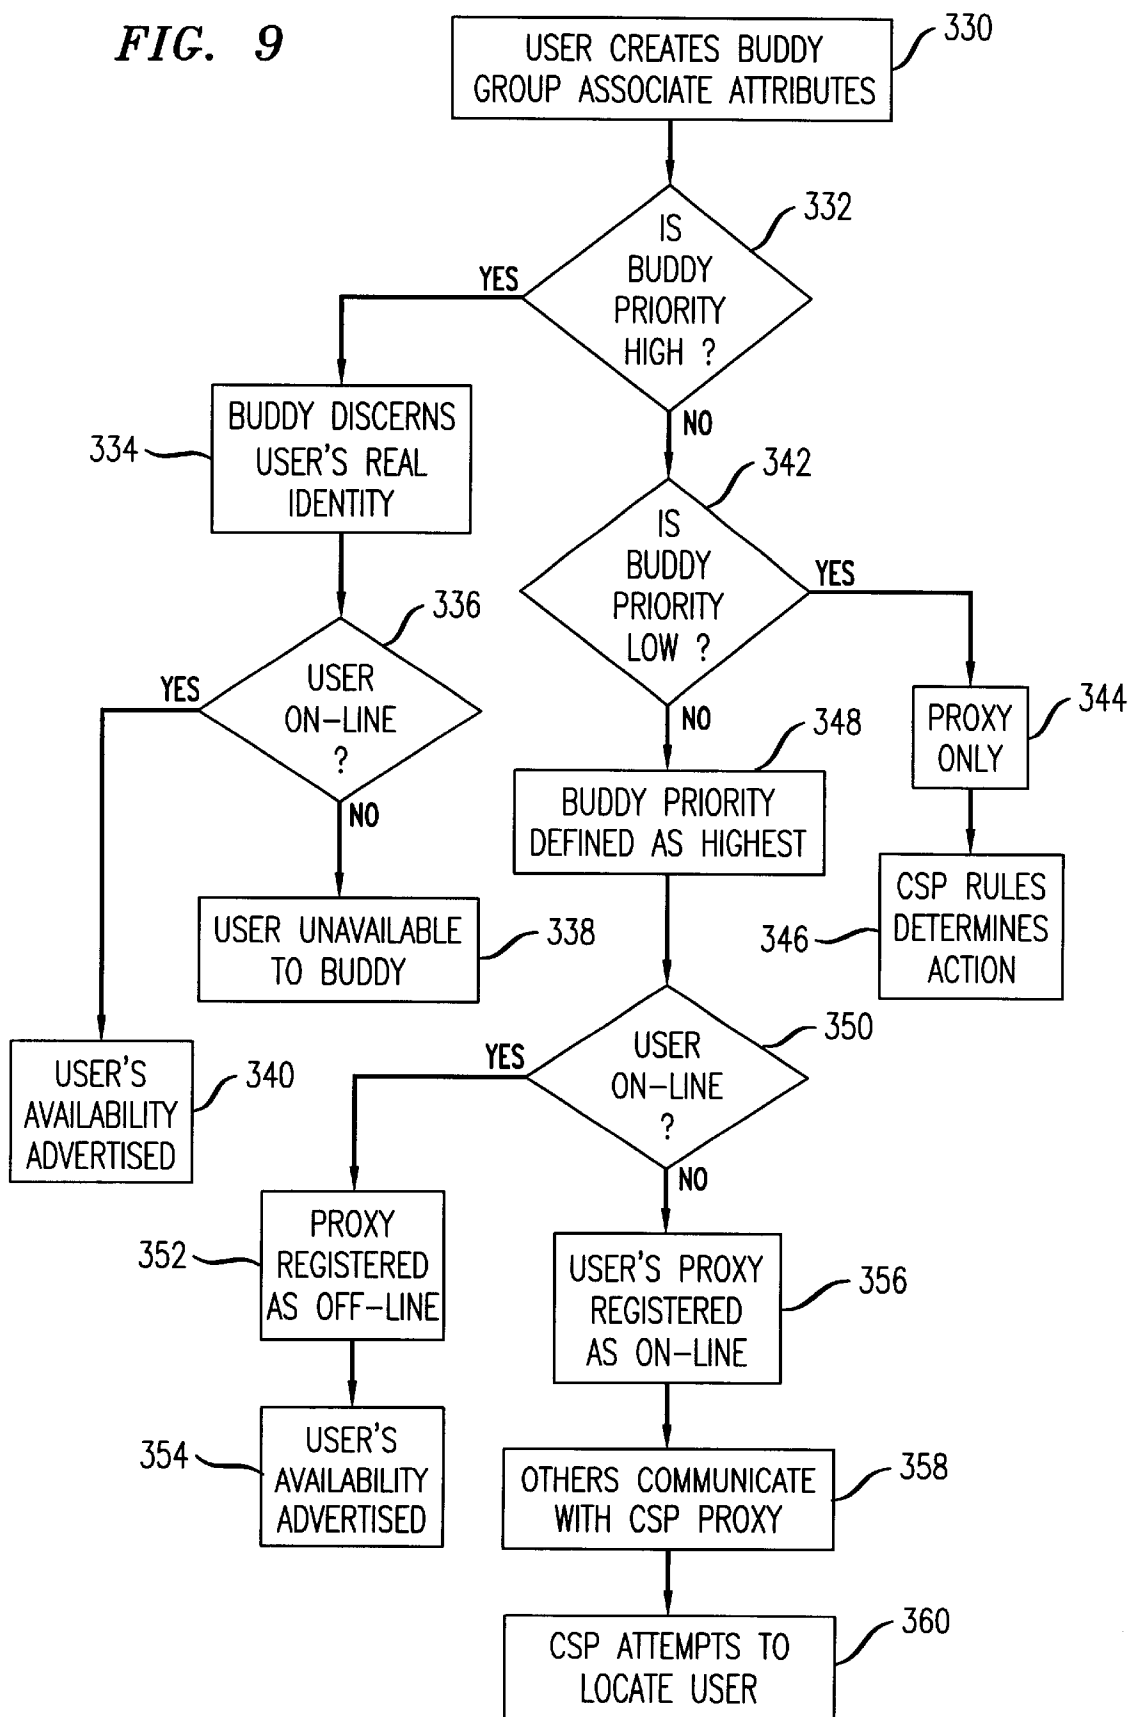 FIG. 9
USER CREATES BUDDY
GROUP ASSOCIATE ATTRIBUTES
330
IS
BUDDY
PRIORITY
HIGH ?
332
YES
NO
BUDDY DISCERNS
USER'S REAL
IDENTITY
334
IS
BUDDY
PRIORITY
LOW ?
342
YES
NO
USER
ON-LINE
?
336
YES
NO
PROXY
ONLY
344
BUDDY PRIORITY
DEFINED AS HIGHEST
348
CSP RULES
DETERMINES
ACTION
346
USER UNAVAILABLE
TO BUDDY
338
USER'S
AVAILABILITY
ADVERTISED
340
USER
ON-LINE
?
350
YES
NO
PROXY
REGISTERED
AS OFF-LINE
352
USER'S PROXY
REGISTERED
AS ON-LINE
356
USER'S
AVAILABILITY
ADVERTISED
354
OTHERS COMMUNICATE
WITH CSP PROXY
358
CSP ATTEMPTS TO
LOCATE USER
360